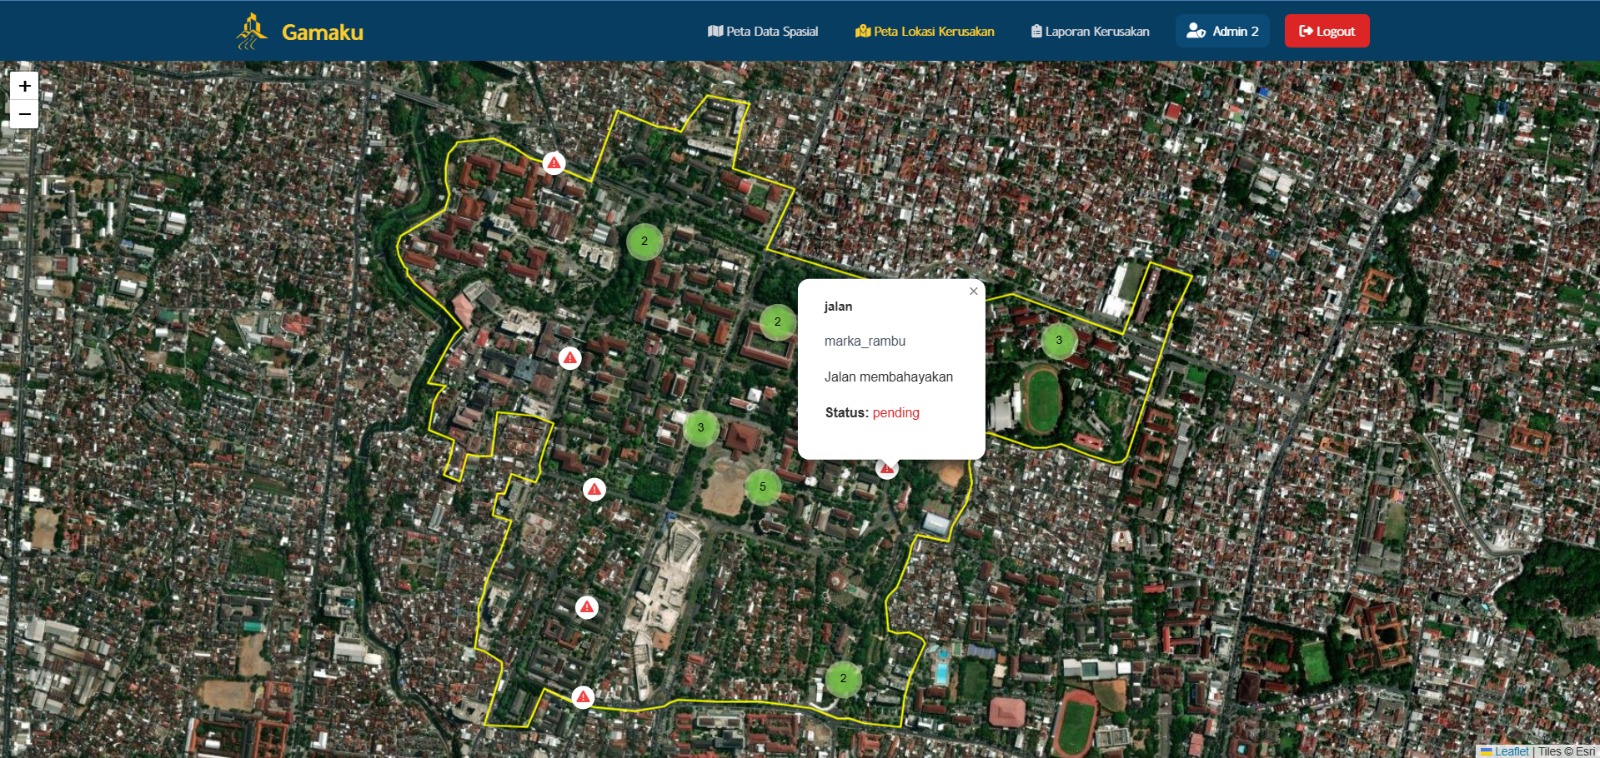 Gamaku
Peta Data Spasial
Peta Lokasi Kerusakan
Laporan Kerusakan
Admin 2
Logout
+
−
2
2
3
3
5
2
×
jalan
marka_rambu
Jalan membahayakan
Status: pending
Leaflet | Tiles © Esri